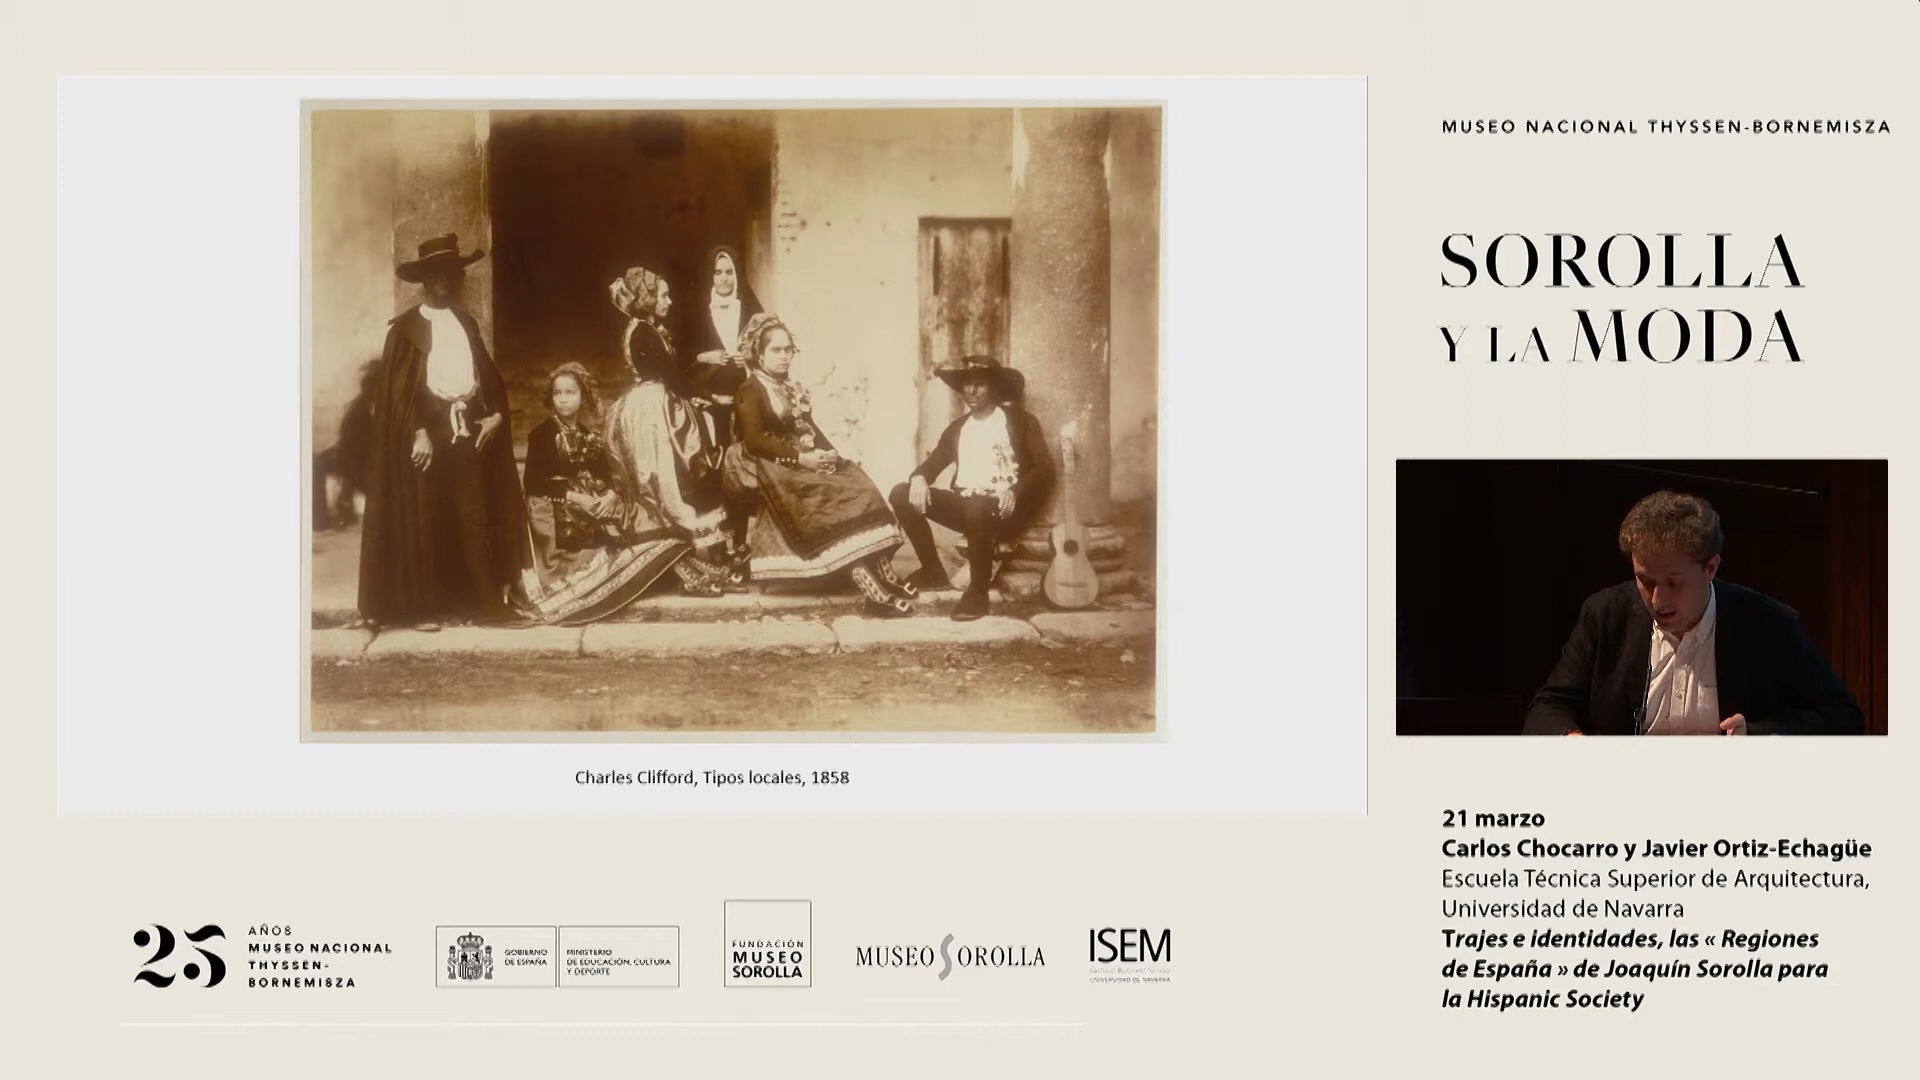 MUSEO NACIONAL THYSSEN-BORNEMISZA
SOROLLA
Y LA MODA
Charles Clifford, Tipos locales, 1858
21 marzo
Carlos Chocarro y Javier Ortiz-Echagüe
Escuela Técnica Superior de Arquitectura,
Universidad de Navarra
Trajes e identidades, las « Regiones
de España » de Joaquín Sorolla para
la Hispanic Society
25 AÑOS
MUSEO NACIONAL
THYSSEN-
BORNEMISZA
GOBIERNO
DE ESPAÑA
MINISTERIO
DE EDUCACIÓN, CULTURA
Y DEPORTE
FUNDACIÓN
MUSEO
SOROLLA
MUSEO SOROLLA
ISEM
UNIVERSIDAD DE NAVARRA